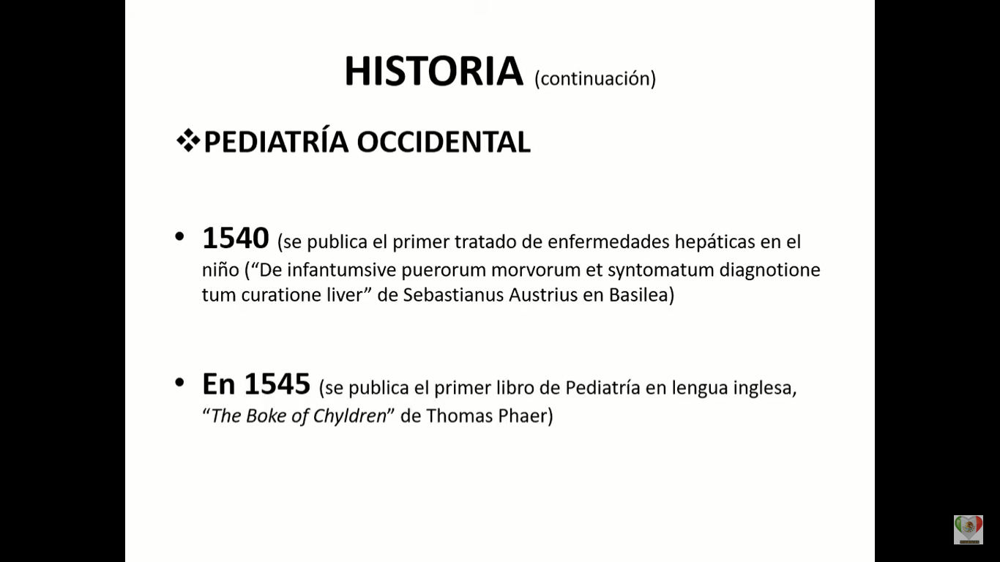 HISTORIA (continuación)
❖PEDIATRÍA OCCIDENTAL
• 1540 (se publica el primer tratado de enfermedades hepáticas en el
niño (“De infantumsive puerorum morvorum et syntomatum diagnotione
tum curatione liver” de Sebastianus Austrius en Basilea)
• En 1545 (se publica el primer libro de Pediatría en lengua inglesa,
“The Boke of Chyldren” de Thomas Phaer)